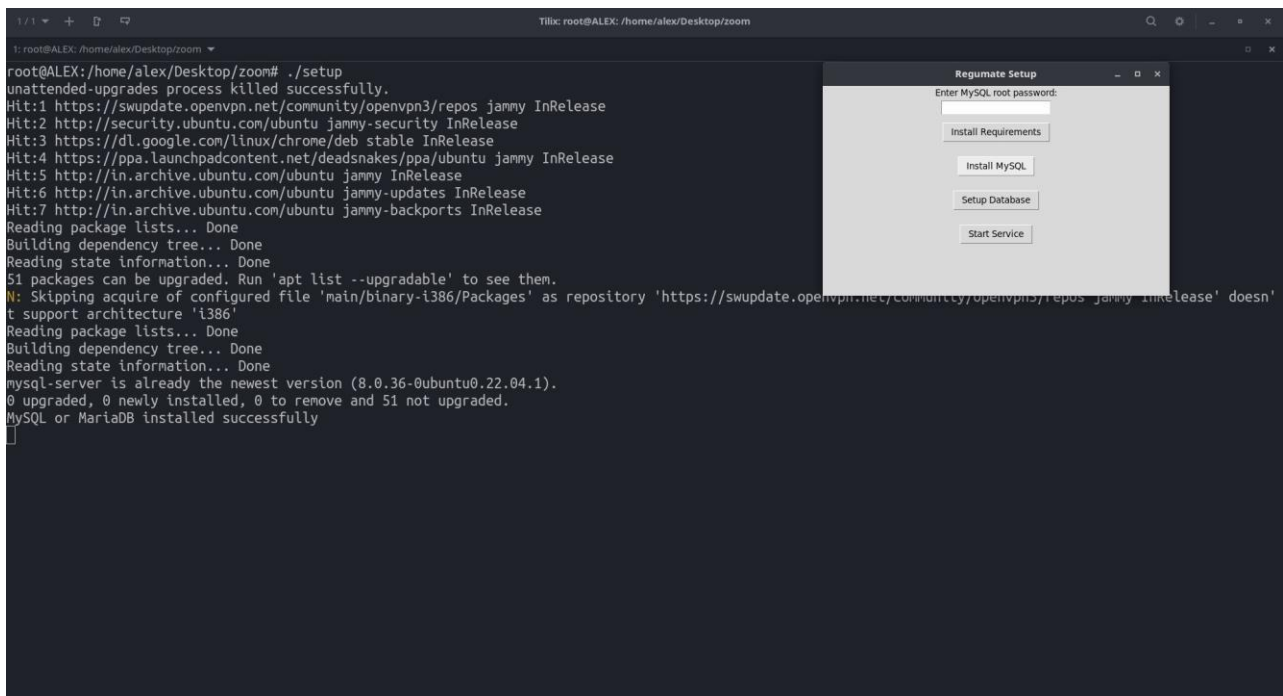 1 / 1
Tilix: root@ALEX: /home/alex/Desktop/zoom
1: root@ALEX: /home/alex/Desktop/zoom
root@ALEX:/home/alex/Desktop/zoom# ./setup
unattended-upgrades process killed successfully.
Hit:1 https://swupdate.openvpn.net/community/openvpn3/repos jammy InRelease
Hit:2 http://security.ubuntu.com/ubuntu jammy-security InRelease
Hit:3 https://dl.google.com/linux/chrome/deb stable InRelease
Hit:4 https://ppa.launchpadcontent.net/deadsnakes/ppa/ubuntu jammy InRelease
Hit:5 http://in.archive.ubuntu.com/ubuntu jammy InRelease
Hit:6 http://in.archive.ubuntu.com/ubuntu jammy-updates InRelease
Hit:7 http://in.archive.ubuntu.com/ubuntu jammy-backports InRelease
Reading package lists... Done
Building dependency tree... Done
Reading state information... Done
51 packages can be upgraded. Run 'apt list --upgradable' to see them.
N: Skipping acquire of configured file 'main/binary-i386/Packages' as repository 'https://swupdate.openvpn.net/community/openvpn3/repos jammy InRelease' doesn'
t support architecture 'i386'
Reading package lists... Done
Building dependency tree... Done
Reading state information... Done
mysql-server is already the newest version (8.0.36-0ubuntu0.22.04.1).
0 upgraded, 0 newly installed, 0 to remove and 51 not upgraded.
MySQL or MariaDB installed successfully
Regumate Setup
Enter MySQL root password:
Install Requirements
Install MySQL
Setup Database
Start Service